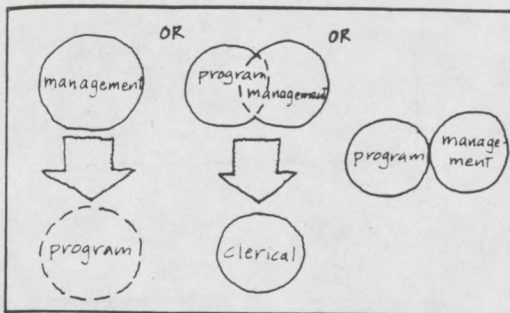 OR
OR
management
program
management
program
manage-
ment
program
clerical